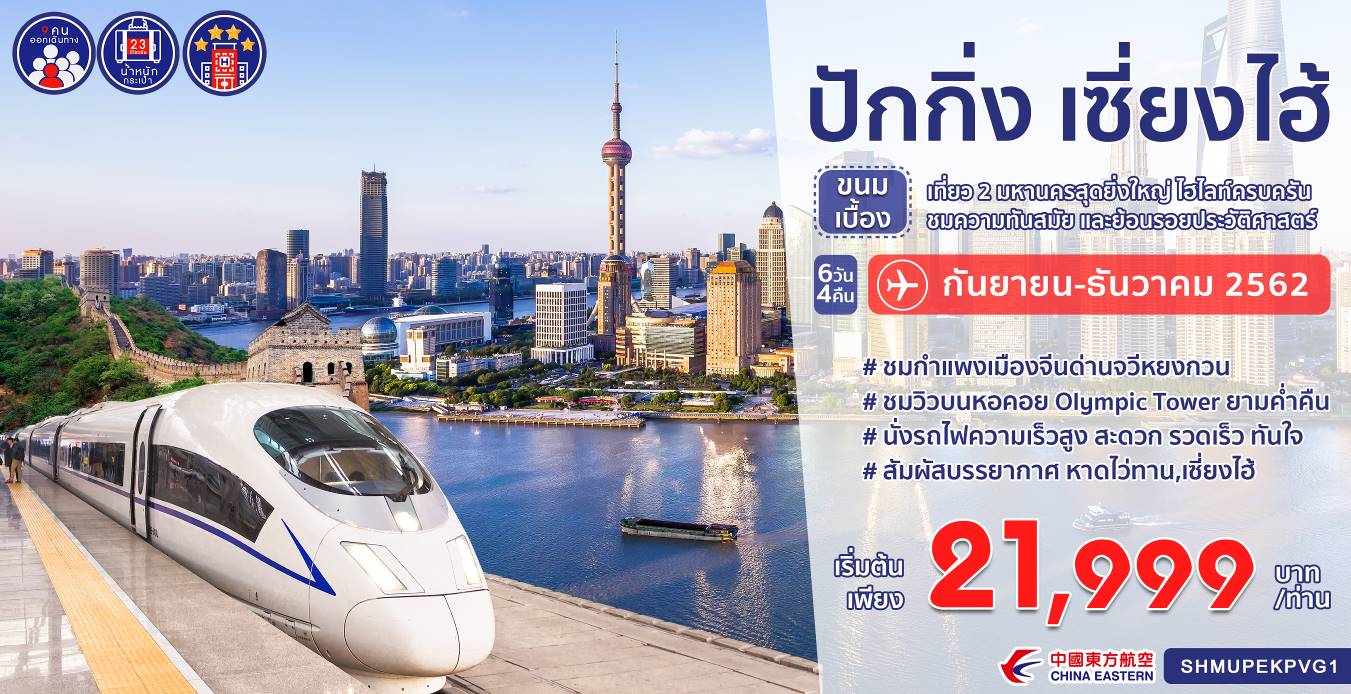 9 คน
ออกเดินทาง
23
กิโลกรัม
น้ำหนัก
กระเป๋า
H
ปักกิ่ง เซี่ยงไฮ้
ขนม
เบื้อง
เที่ยว 2 มหานครสุดยิ่งใหญ่ ไฮไลท์ครบครัน
ชมความทันสมัย และย้อนรอยประวัติศาสตร์
6วัน
4คืน
กันยายน-ธันวาคม 2562
# ชมกำแพงเมืองจีนด่านจวีหยงกวน
# ชมวิวบนหอคอย Olympic Tower ยามค่ำคืน
# นั่งรถไฟความเร็วสูง สะดวก รวดเร็ว ทันใจ
# สัมผัสบรรยากาศ หาดไว่ทาน,เซี่ยงไฮ้
เริ่มต้น
เพียง
21,999
บาท
/ท่าน
中國東方航空
CHINA EASTERN
SHMUPEKPVG1